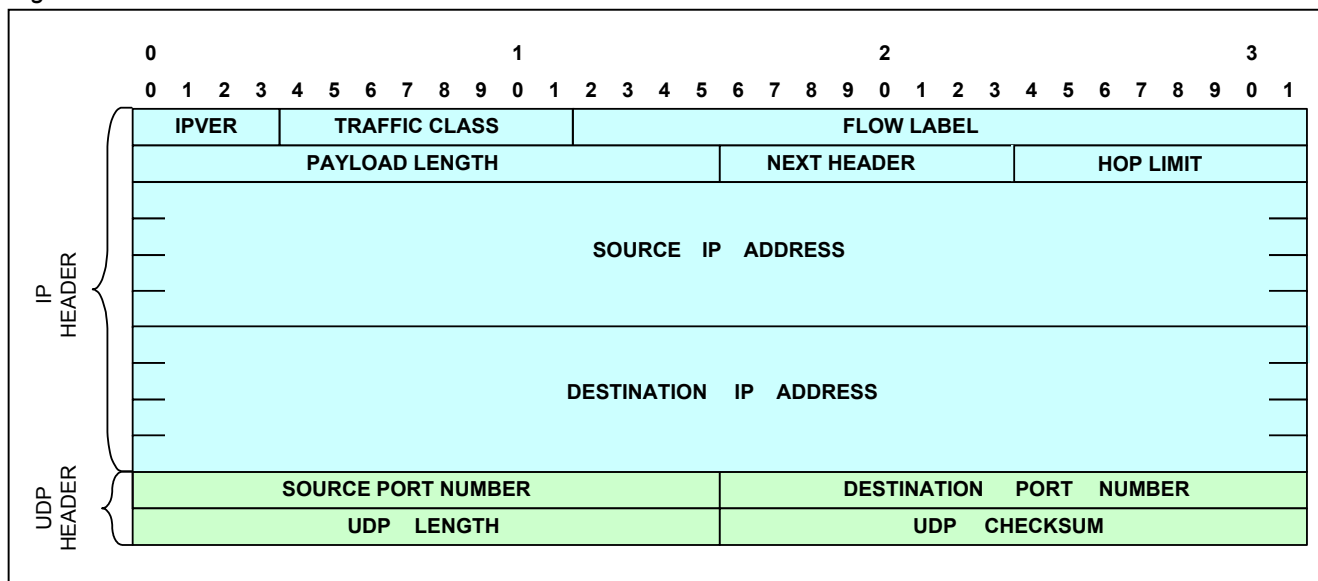 0 1 2 3
0 1 2 3 4 5 6 7 8 9 0 1 2 3 4 5 6 7 8 9 0 1 2 3 4 5 6 7 8 9 0 1
IPVER TRAFFIC CLASS FLOW LABEL
PAYLOAD LENGTH NEXT HEADER HOP LIMIT
SOURCE IP ADDRESS
IP
HEADER
DESTINATION IP ADDRESS
SOURCE PORT NUMBER DESTINATION PORT NUMBER
UDP
HEADER
UDP LENGTH UDP CHECKSUM